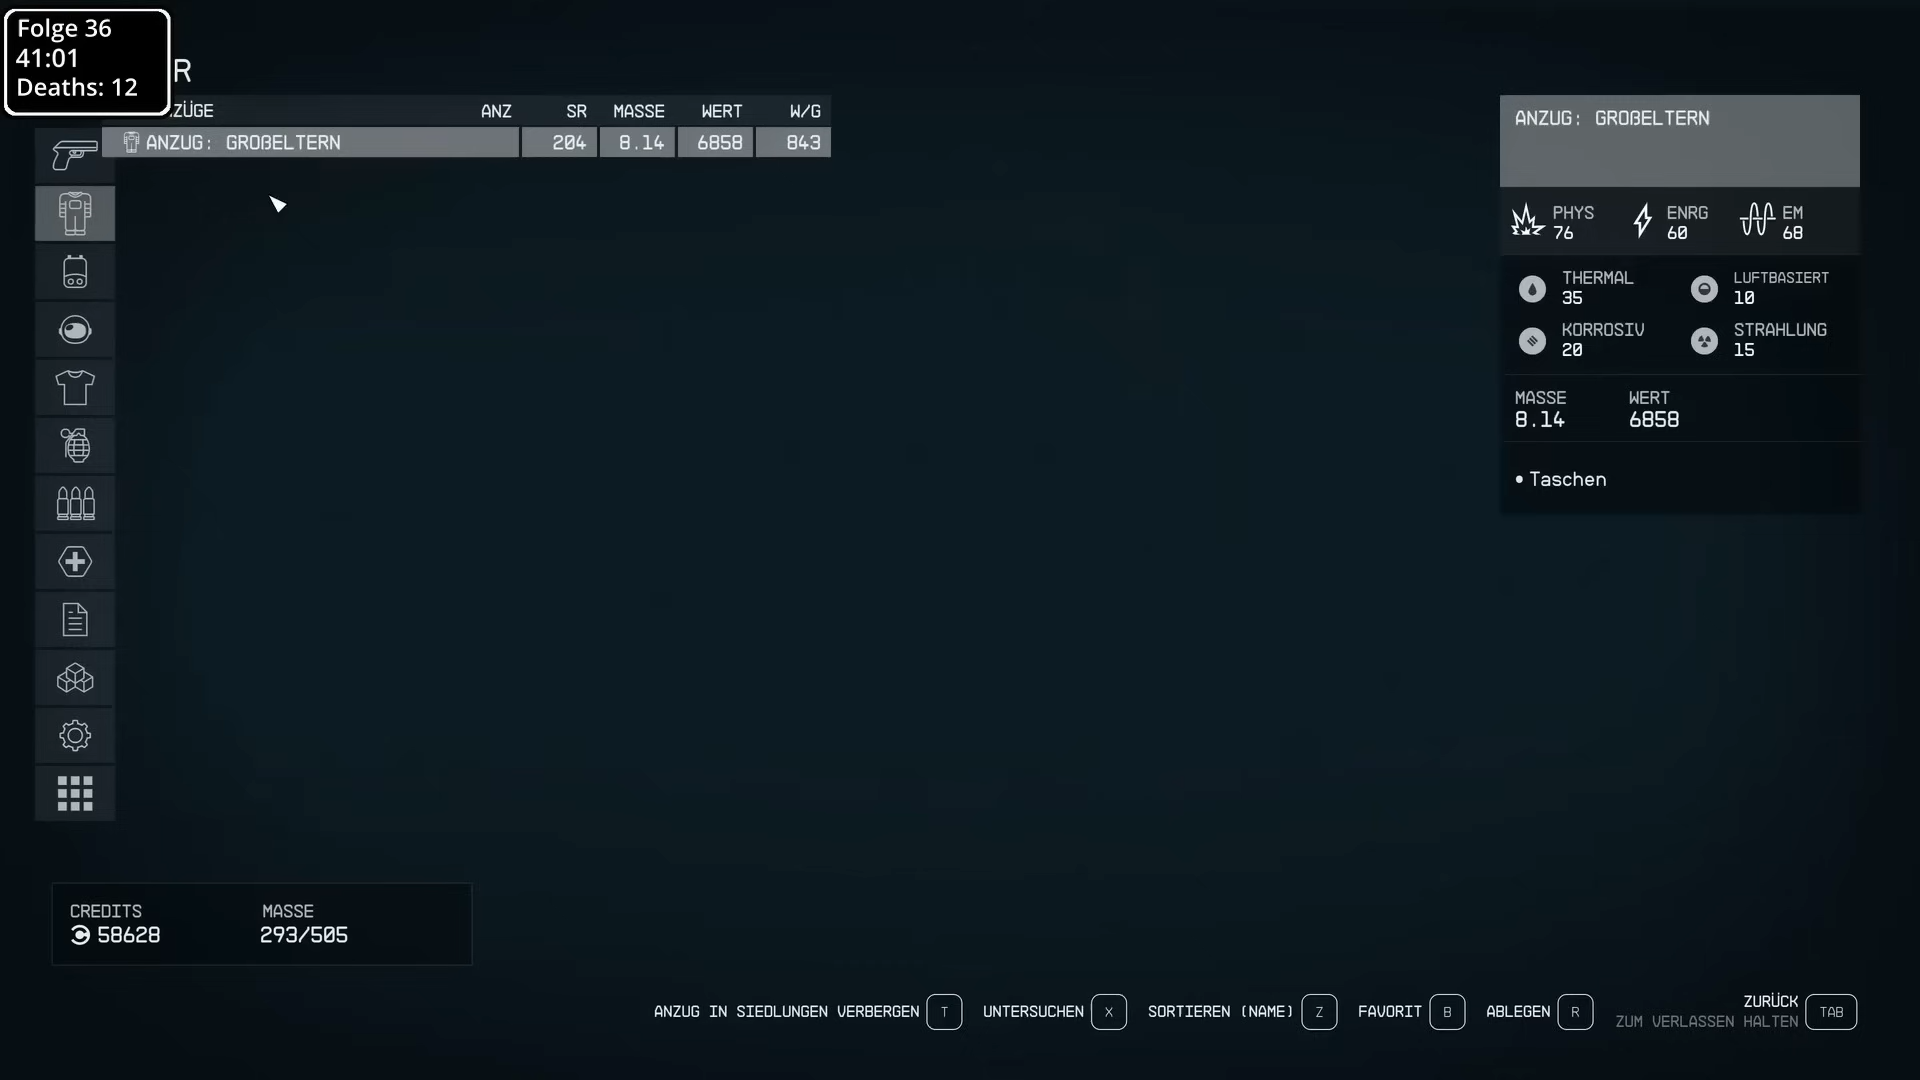 Folge 36
41:01
Deaths: 12
R
ZÜGE ANZ SR MASSE WERT W/G
ANZUG: GROẞELTERN 204 8.14 6858 843
ANZUG: GROẞELTERN
PHYS 76 ENRG 60 EM 68
THERMAL 35 LUFTBASIERT 10
KORROSIV 20 STRAHLUNG 15
MASSE WERT
8.14 6858
• Taschen
CREDITS MASSE
58628 293/505
ANZUG IN SIEDLUNGEN VERBERGEN T UNTERSUCHEN X SORTIEREN (NAME) Z FAVORIT B ABLEGEN R ZURÜCK
ZUM VERLASSEN HALTEN TAB